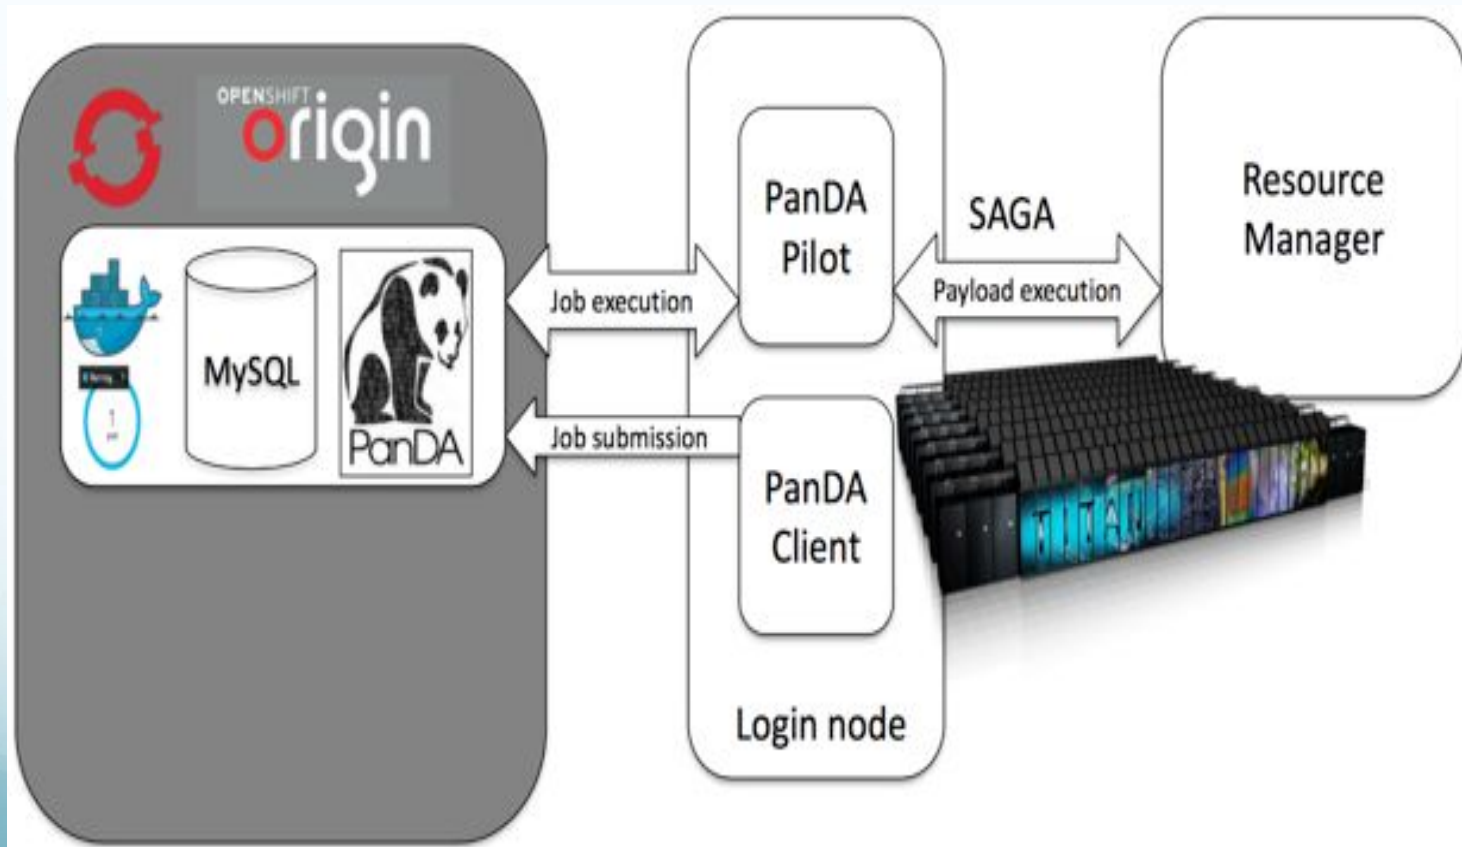 OPENSHIFT
origin
MySQL
PanDA
Job execution
Job submission
PanDA
Pilot
PanDA
Client
Login node
SAGA
Payload execution
Resource
Manager
TITAN
1